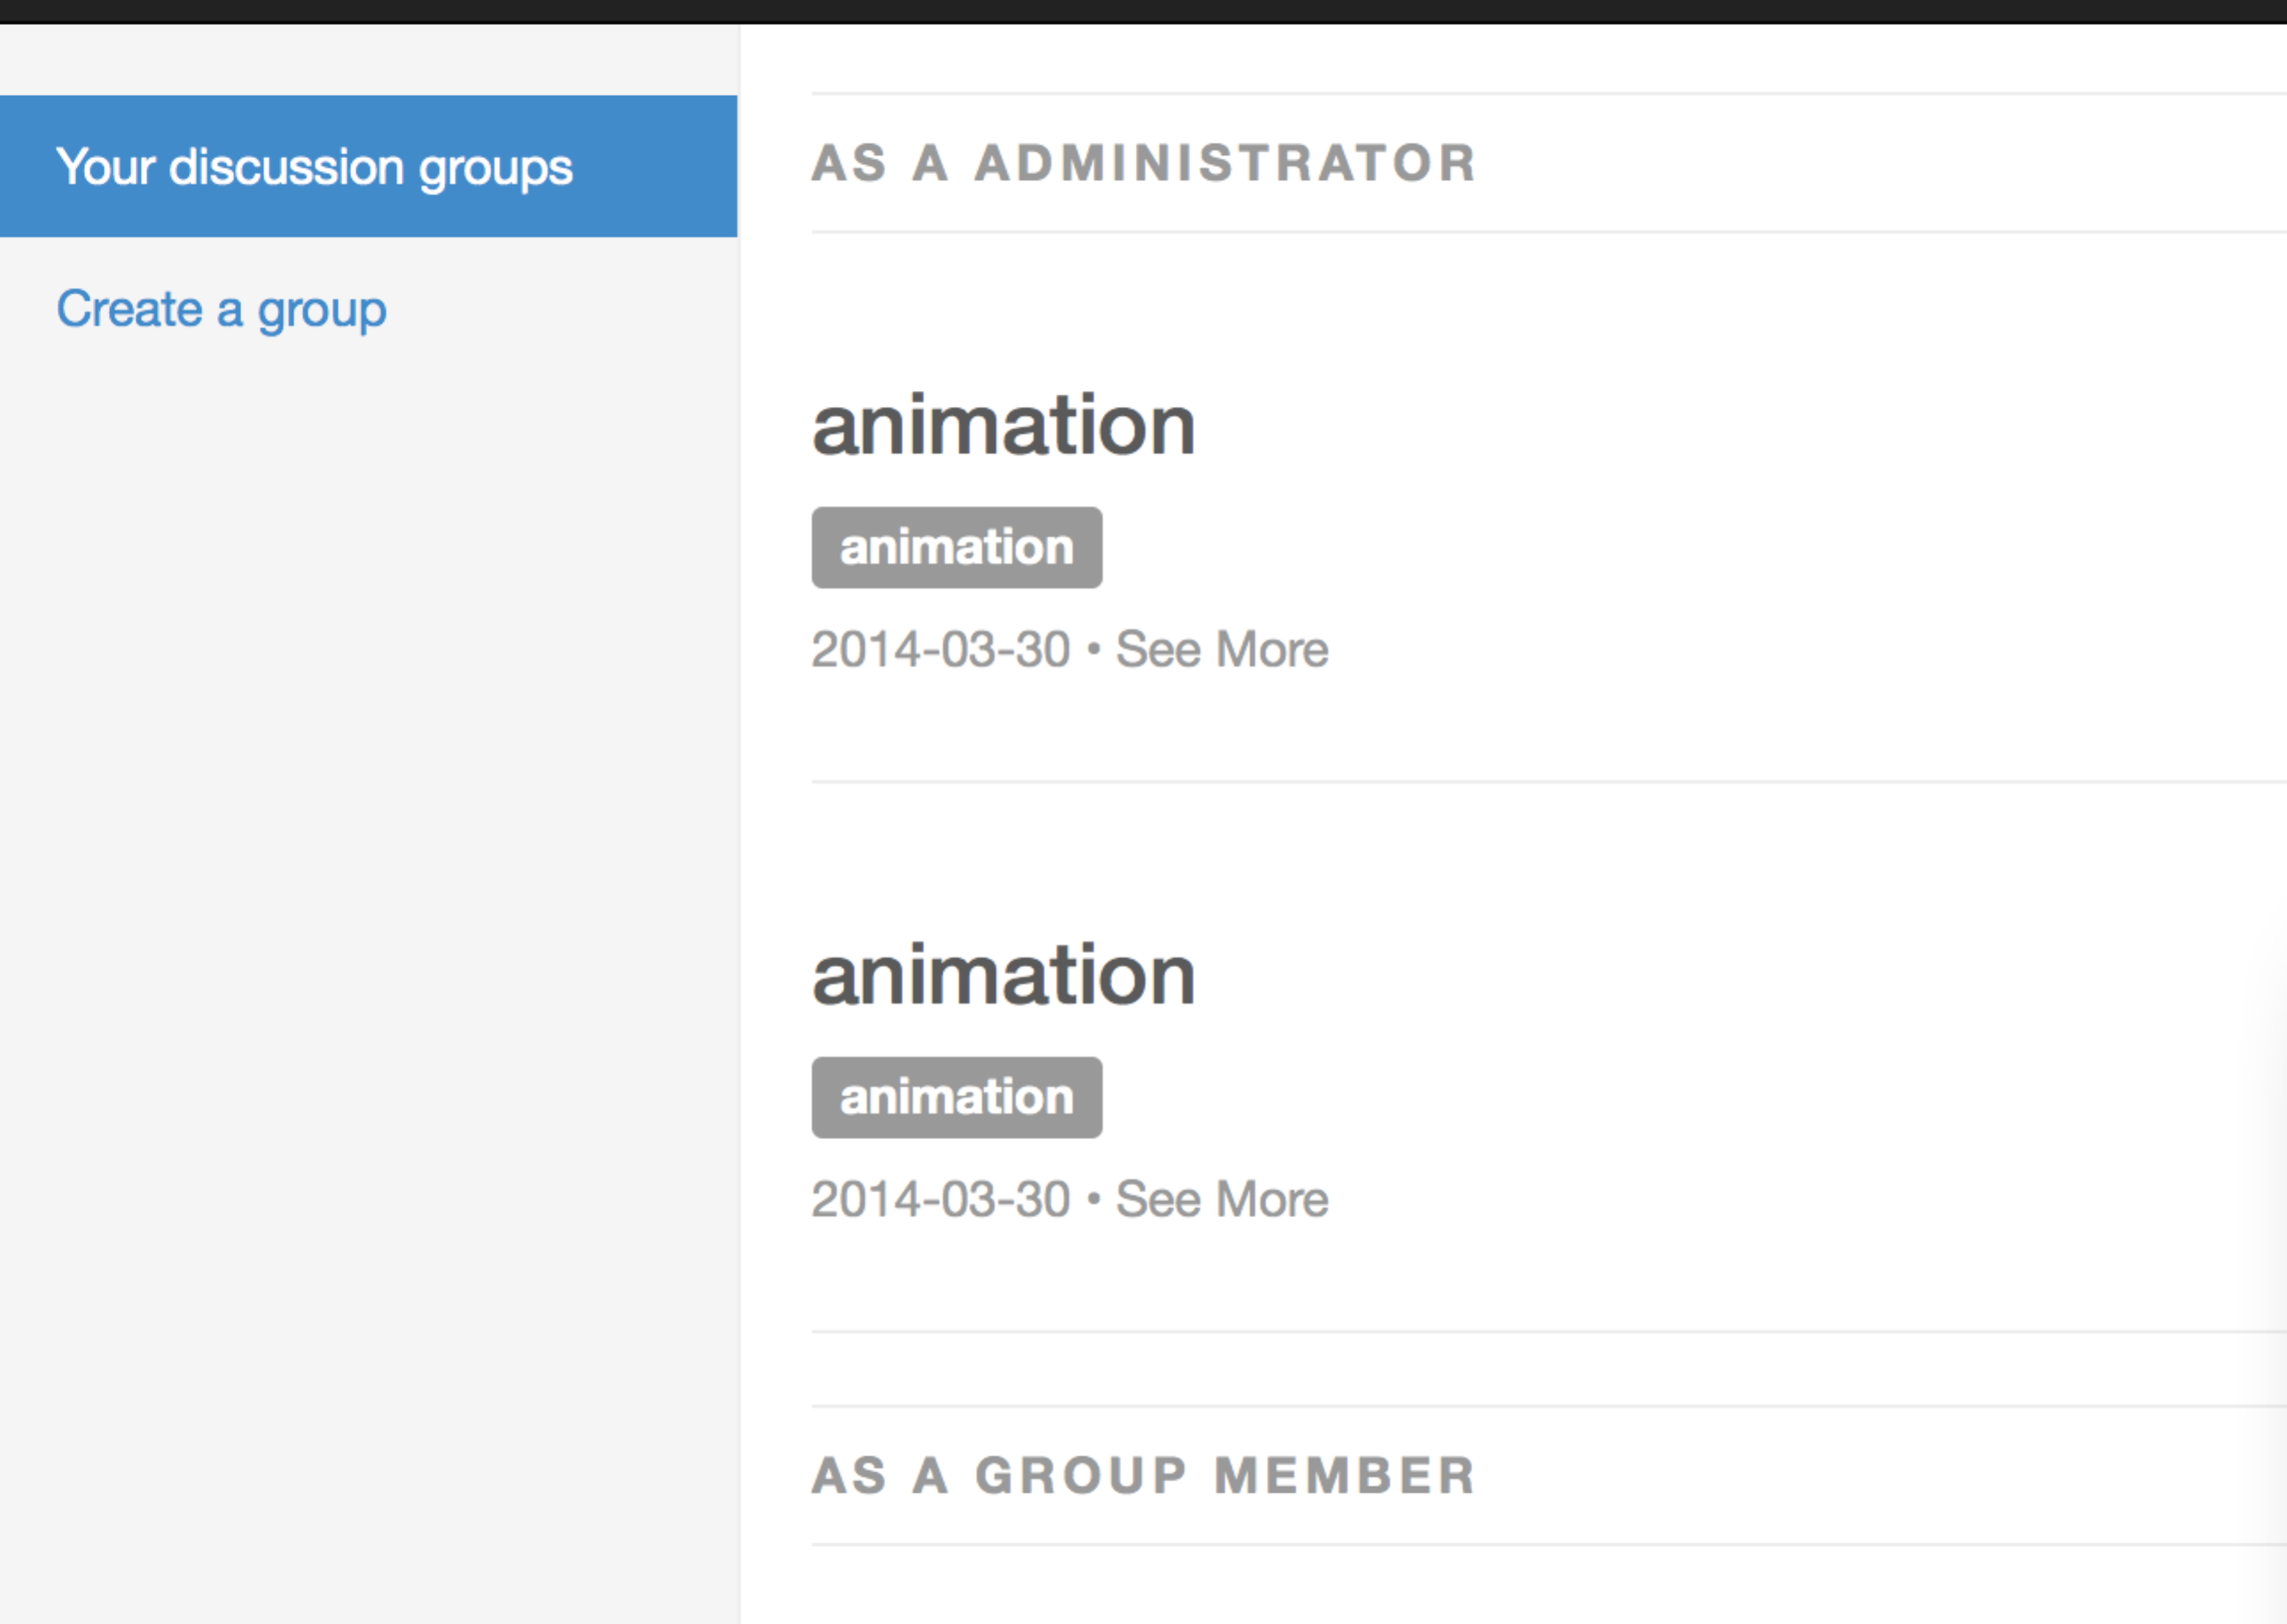 Your discussion groups
Create a group
AS A ADMINISTRATOR
animation
animation
2014-03-30 • See More
animation
animation
2014-03-30 • See More
AS A GROUP MEMBER